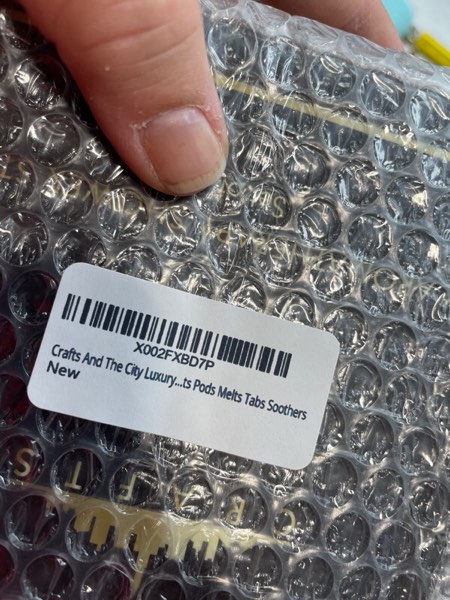 X002FXBD7P
Crafts And The City Luxury...ts Pods Melts Tabs Soothers
New
C R A F T S